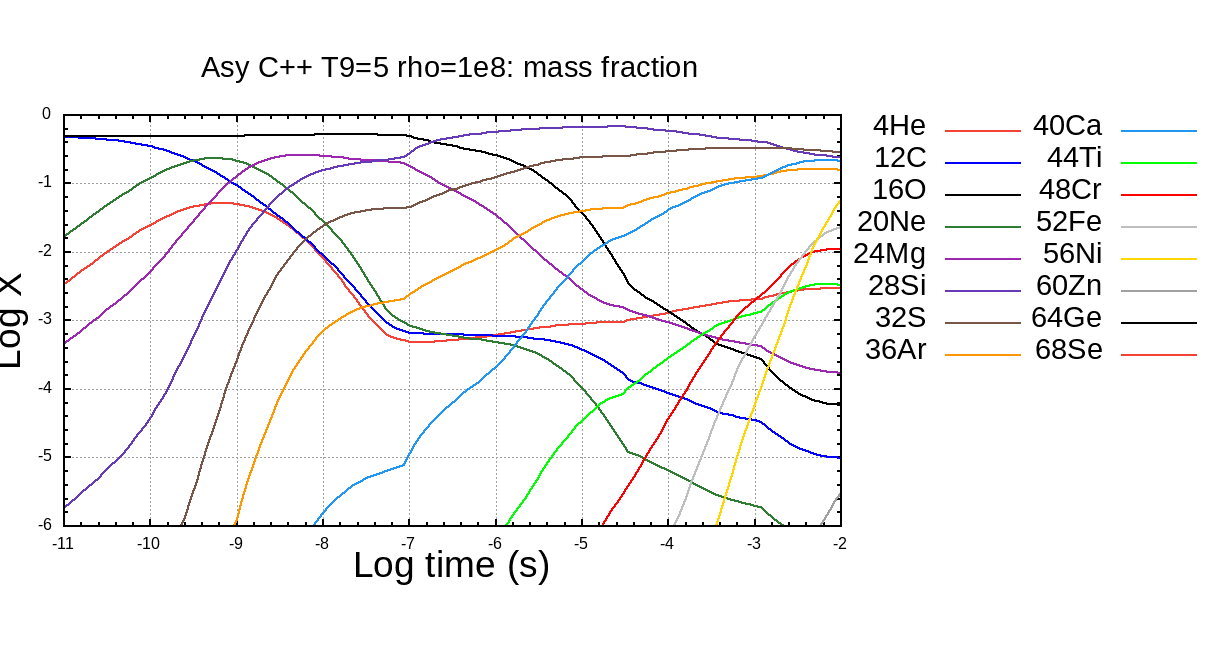 Asy C++ T9=5 rho=1e8: mass fraction
0
-1
-2
-3
-4
-5
-6
Log X
-11 -10 -9 -8 -7 -6 -5 -4 -3 -2
Log time (s)
4He 40Ca
12C 44Ti
16O 48Cr
20Ne 52Fe
24Mg 56Ni
28Si 60Zn
32S 64Ge
36Ar 68Se